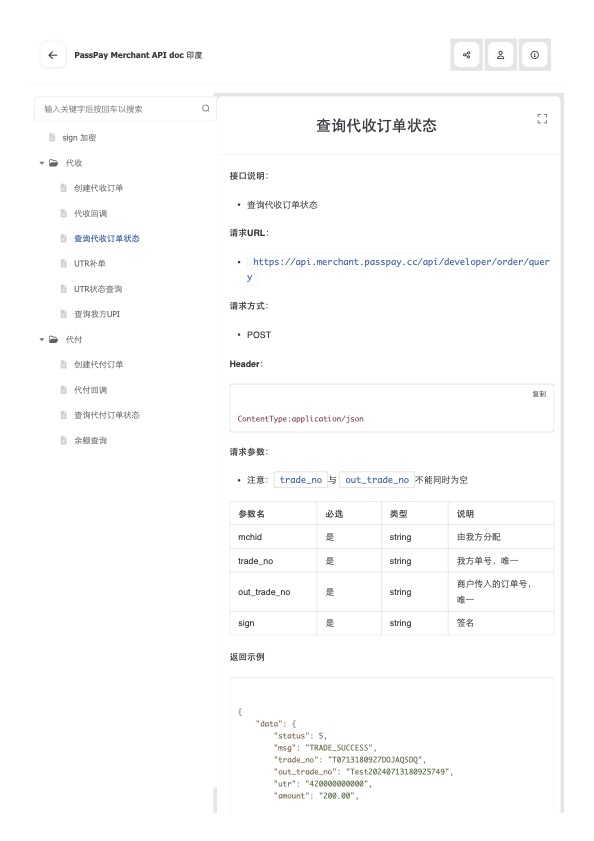 PassPay Merchant API doc 印度
输入关键字后按回车以搜索
sign 加密
代收
创建代收订单
代收回调
查询代收订单状态
UTR补单
UTR状态查询
查询我方UPI
代付
创建代付订单
代付回调
查询代付订单状态
余额查询
查询代收订单状态
接口说明：
• 查询代收订单状态
请求URL：
• https://api.merchant.passpay.cc/api/developer/order/quer
y
请求方式：
• POST
Header：
复制
ContentType:application/json
请求参数：
• 注意： trade_no 与 out_trade_no 不能同时为空
参数名 必选 类型 说明
mchid 是 string 由我方分配
trade_no 是 string 我方单号，唯一
out_trade_no 是 string 商户传入的订单号，
唯一
sign 是 string 签名
返回示例
{
"data": {
"status": 5,
"msg": "TRADE_SUCCESS",
"trade_no": "T0713180927DOJAQSDQ",
"out_trade_no": "Test20240713180925749",
"utr": "420000000000",
"amount": "200.00",